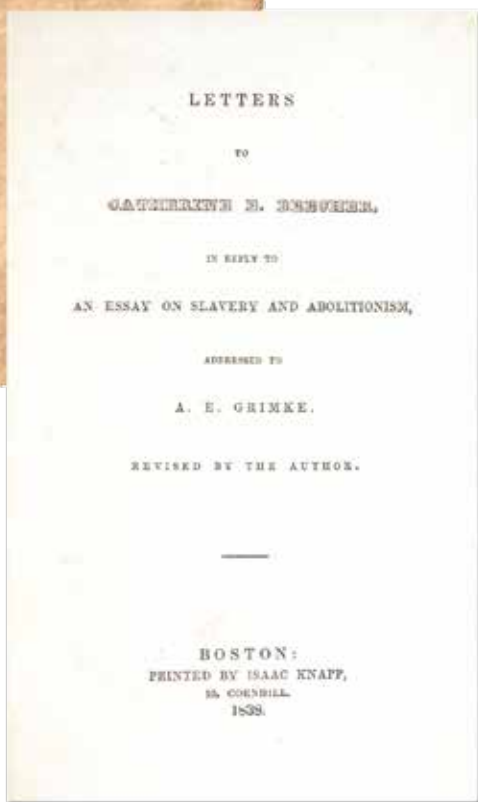 LETTERS
TO
CATHERINE E. BEECHER,
IN REPLY TO
AN ESSAY ON SLAVERY AND ABOLITIONISM,
ADDRESSED TO
A. E. GRIMKE.
REVISED BY THE AUTHOR.
BOSTON:
PRINTED BY ISAAC KNAPP,
25, CORNHILL.
1838.